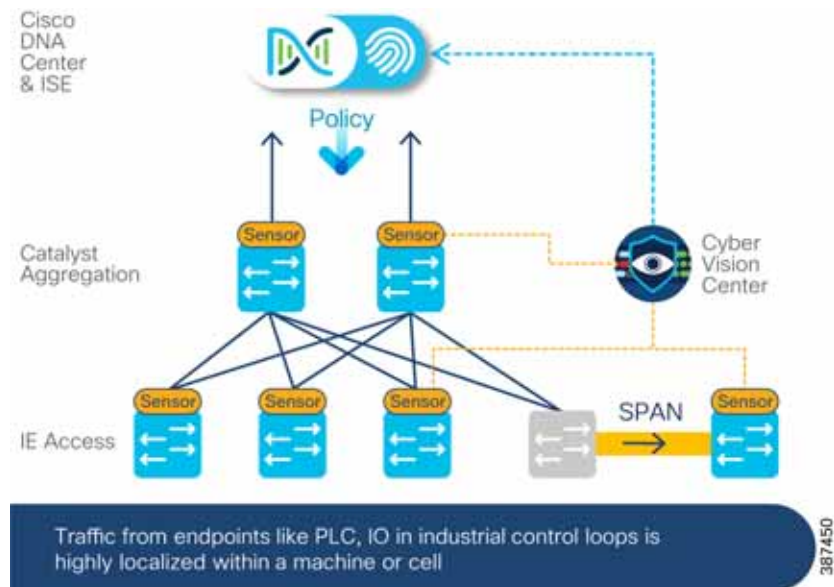 Cisco
DNA
Center
& ISE
Policy
Sensor
Sensor
Catalyst
Aggregation
Cyber
Vision
Center
Sensor
Sensor
Sensor
SPAN
Sensor
IE Access
Traffic from endpoints like PLC, IO in industrial control loops is
highly localized within a machine or cell
387450